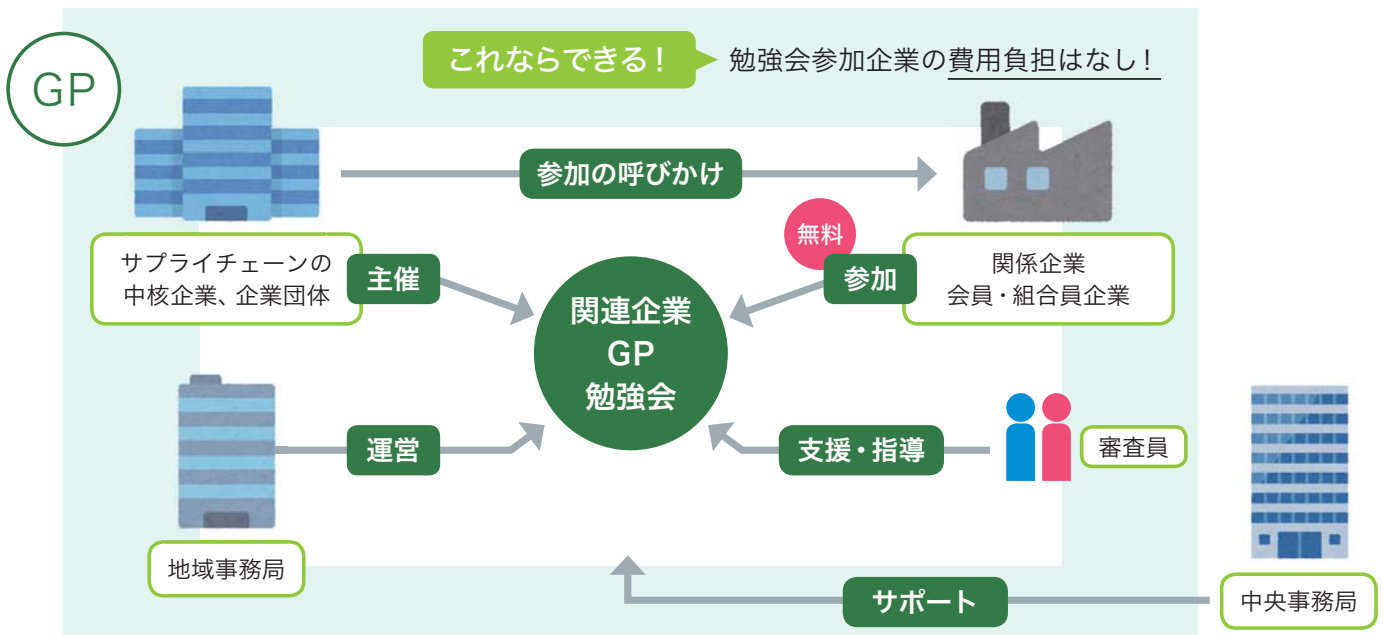 GP
これならできる！
勉強会参加企業の費用負担はなし！
参加の呼びかけ
サプライチェーンの
中核企業、企業団体
主催
無料
参加
関係企業
会員・組合員企業
関連企業
GP
勉強会
運営
支援・指導
審査員
地域事務局
サポート
中央事務局